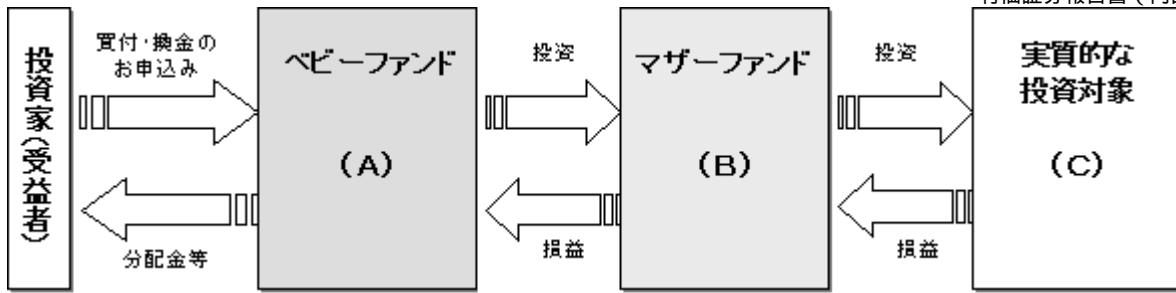 投資家(受益者)
買付・換金の
お申込み
分配金等
ベビーファンド
(A)
投資
損益
マザーファンド
(B)
投資
損益
実質的な
投資対象
(C)